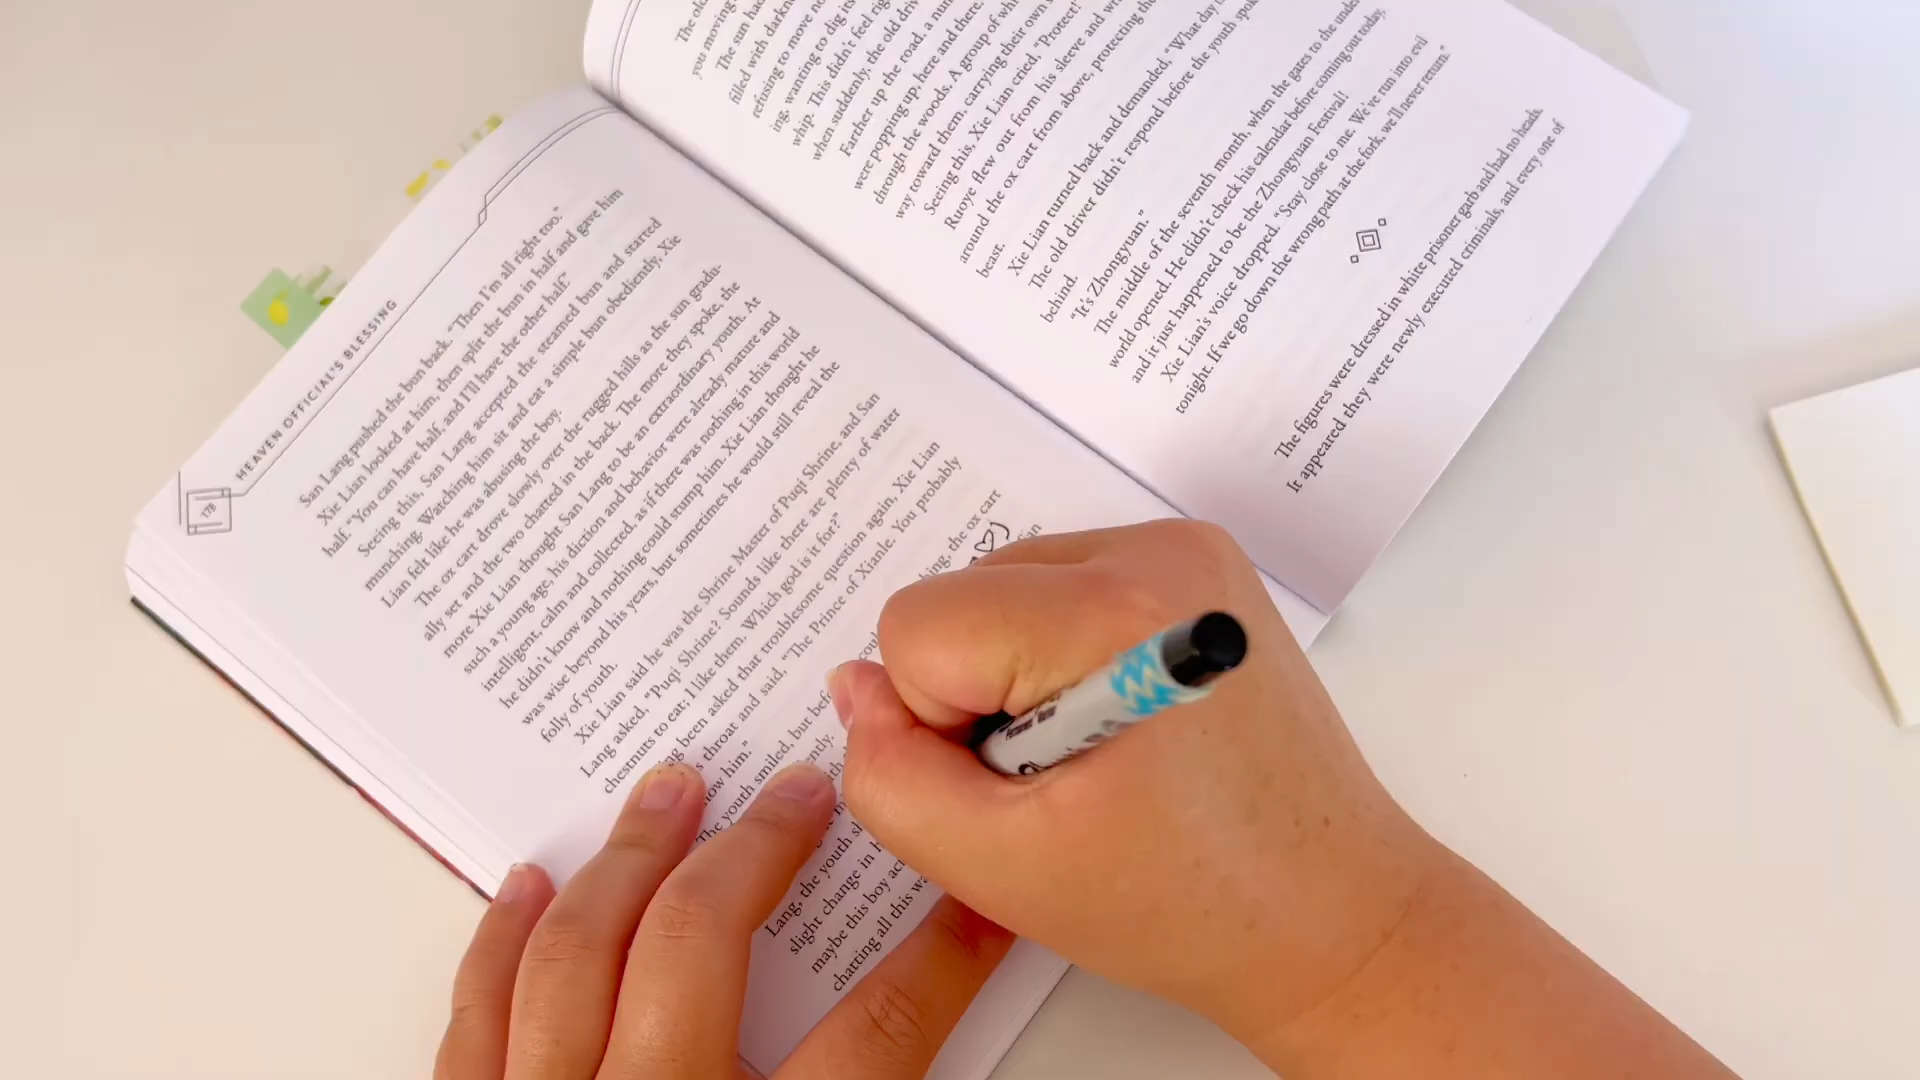 178
HEAVEN OFFICIAL'S BLESSING
San Lang pushed the bun back. "Then I'm all right too."
Xie Lian looked at him, then split the bun in half and gave him
half. "You can have half, and I'll have the other half."
Seeing this, San Lang accepted the steamed bun and started
munching. Watching him sit and eat a simple bun obediently, Xie
Lian felt like he was abusing the boy.
The ox cart drove slowly over the rugged hills as the sun gradu-
ally set and the two chatted in the back. The more they spoke, the
more Xie Lian thought San Lang to be an extraordinary youth. At
such a young age, his diction and behavior were already mature and
intelligent, calm and collected, as if there was nothing in this world
he didn't know and nothing could stump him. Xie Lian thought he
was wise beyond his years, but sometimes he would still reveal the
folly of youth.
Xie Lian said he was the Shrine Master of Puqi Shrine, and San
Lang asked, "Puqi Shrine? Sounds like there are plenty of water
chestnuts to eat; I like them. Which god is it for?"
been asked that troublesome question again, Xie Lian
throat and said, "The Prince of Xianle. You probably
him."
The youth smiled, but
the ox cart
Lang, the youth
slight change in
maybe this boy
chatting all this
The old
you moving
The sun had
filled with
refusing to move
ing, wanting to dig its
whip. This didn't feel
when suddenly, the old
Farther up the road, a
were popping up, here and there. A group of
through the woods. A group of
way toward them, carrying their own
Seeing this, Xie Lian cried, "Protect!"
Ruoye flew out from his sleeve and
around the ox cart from above, protecting the
beast.
Xie Lian turned back and demanded, "What day is
The old driver didn't respond before the youth spoke
behind.
"It's Zhongyuan."
The middle of the seventh month, when the gates to the under
world opened. He didn't check his calendar before coming out today,
and it just happened to be the Zhongyuan Festival!
Xie Lian's voice dropped. "Stay close to me. We've run into evil
tonight. If we go down the wrong path at the fork, we'll never return."
The figures were dressed in white prisoner garb and had no heads.
It appeared they were newly executed criminals, and every one of